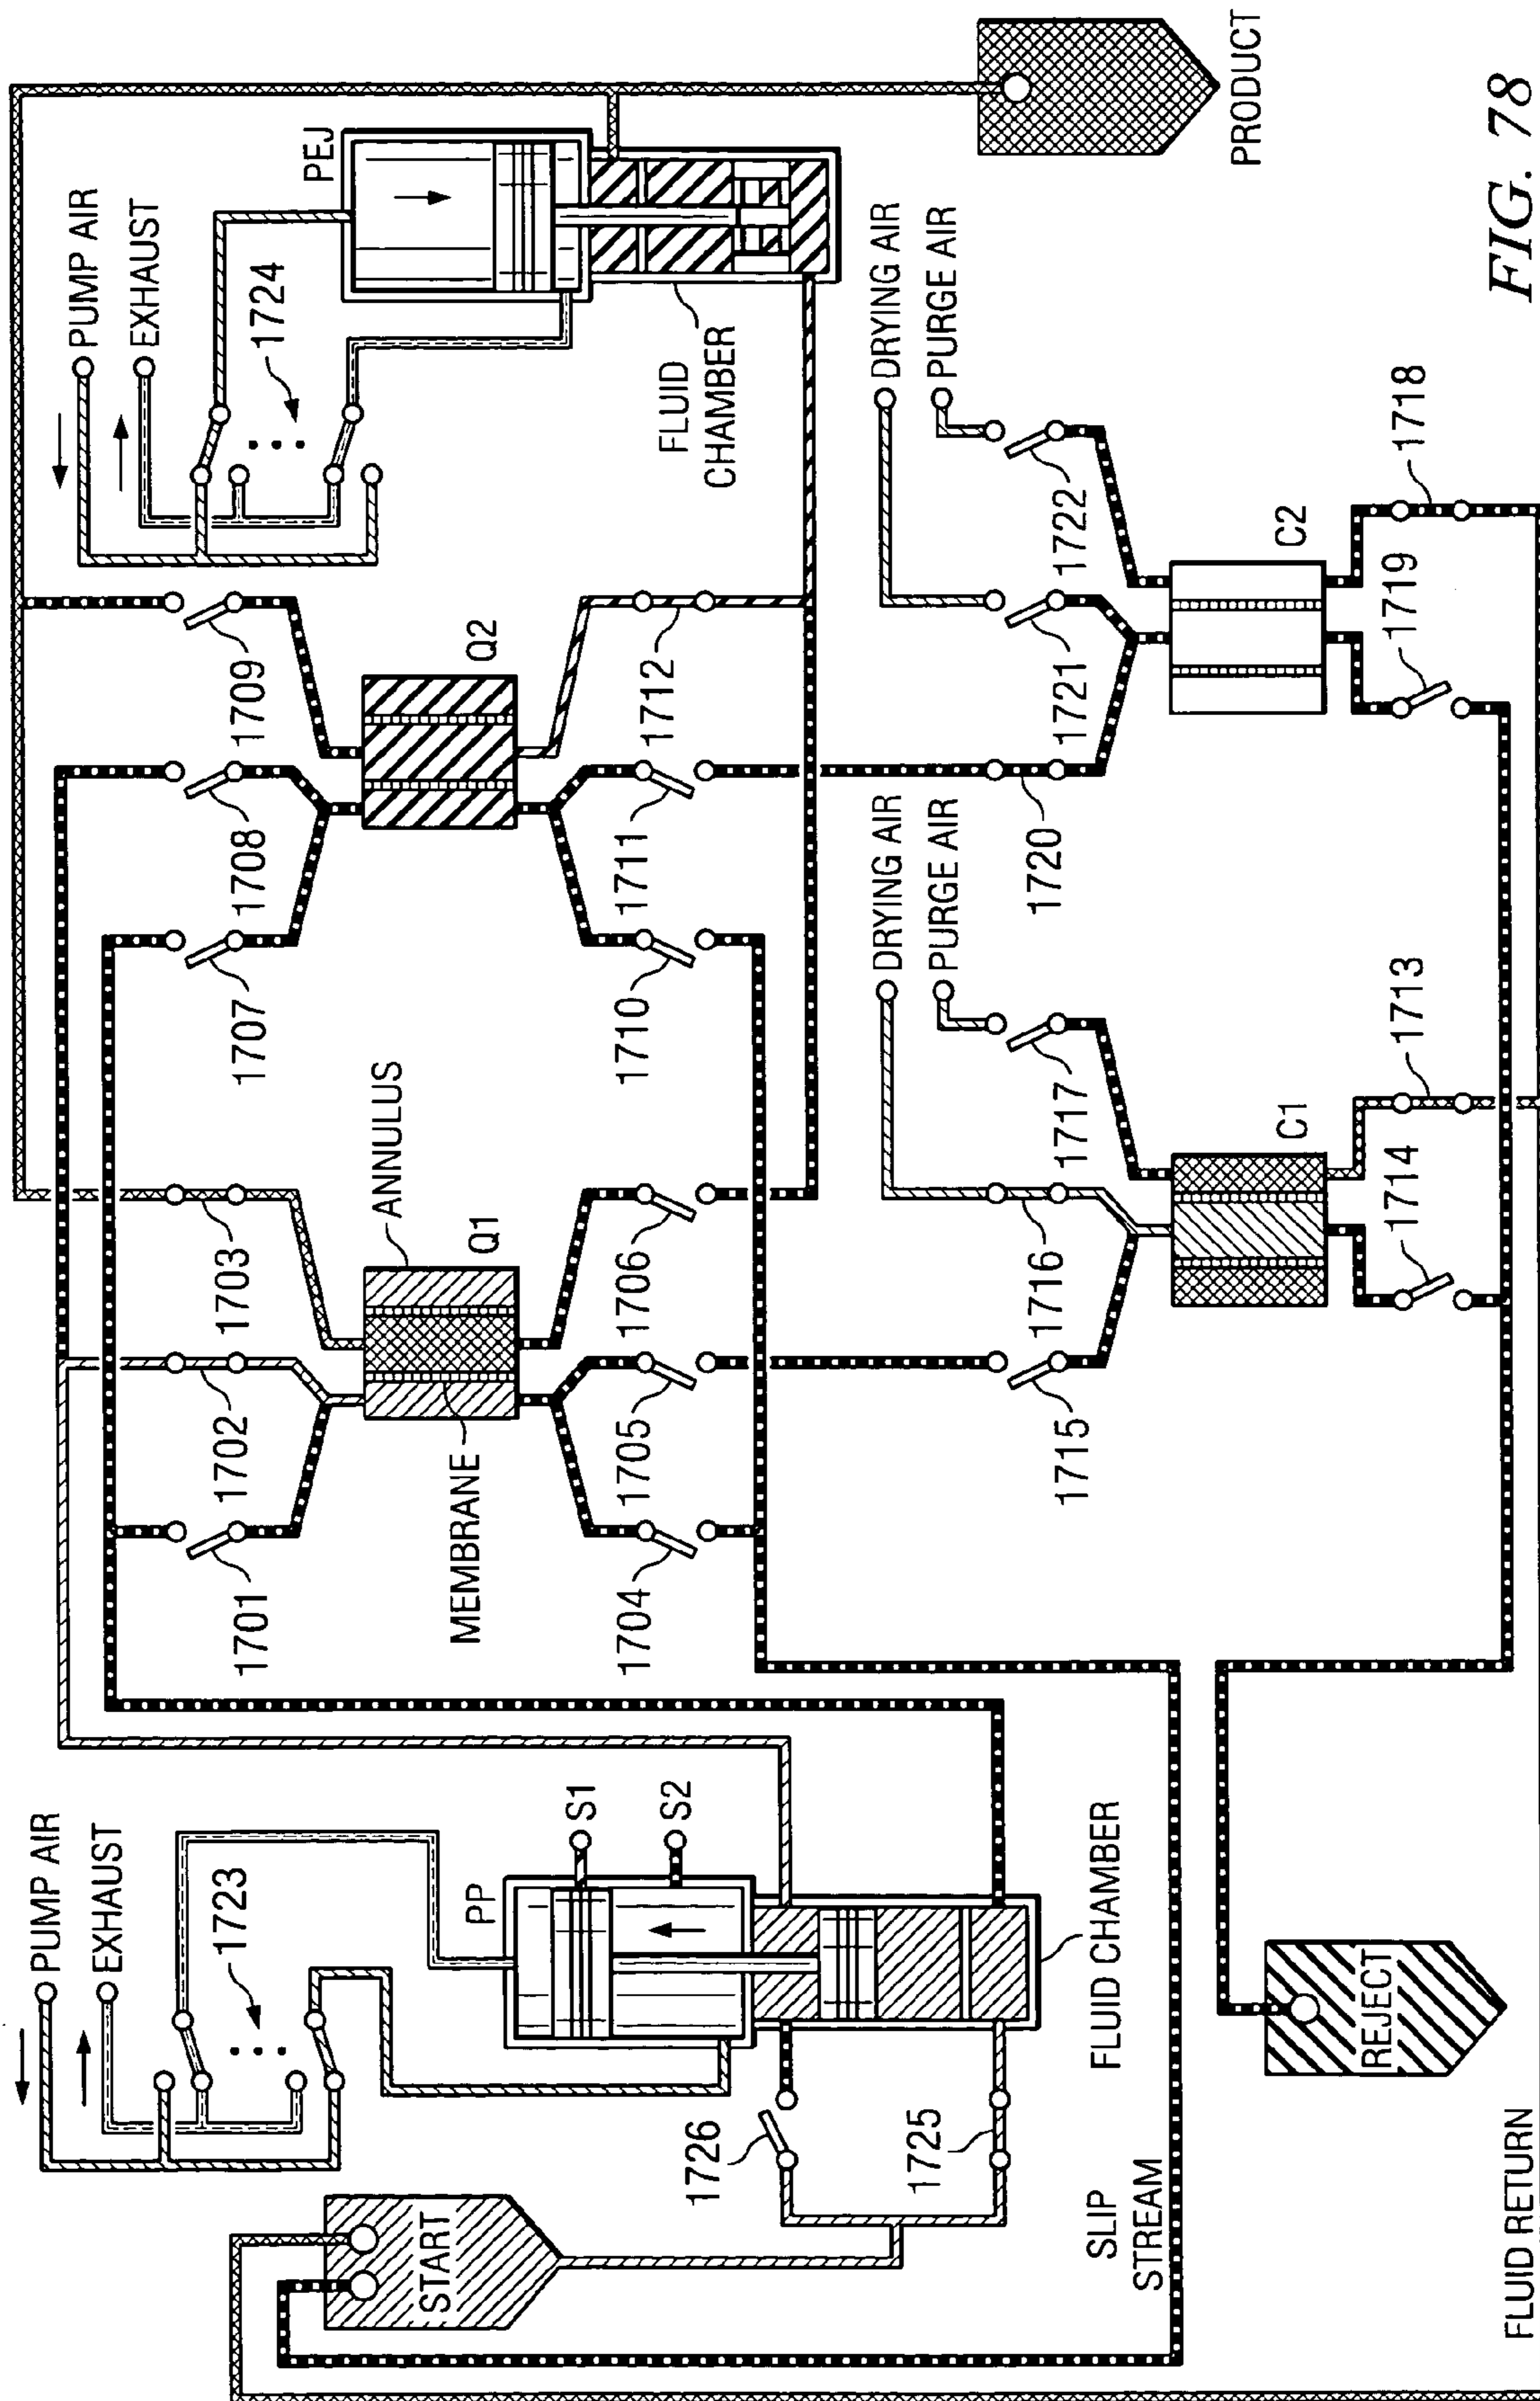 PUMP AIR
EXHAUST
1723
PP
S1
S2
START
1726
1725
FLUID CHAMBER
SLIP
STREAM
REJECT
FLUID RETURN
1701
1702
1703
MEMBRANE
ANNULUS
Q1
1704
1705
1706
1707
1708
1709
Q2
1710
1711
1712
PUMP AIR
EXHAUST
1724
PEJ
FLUID
CHAMBER
PRODUCT
DRYING AIR
PURGE AIR
1715
1716
1717
C1
1714
1713
DRYING AIR
PURGE AIR
1720
1721
1722
C2
1719
1718
FIG. 78